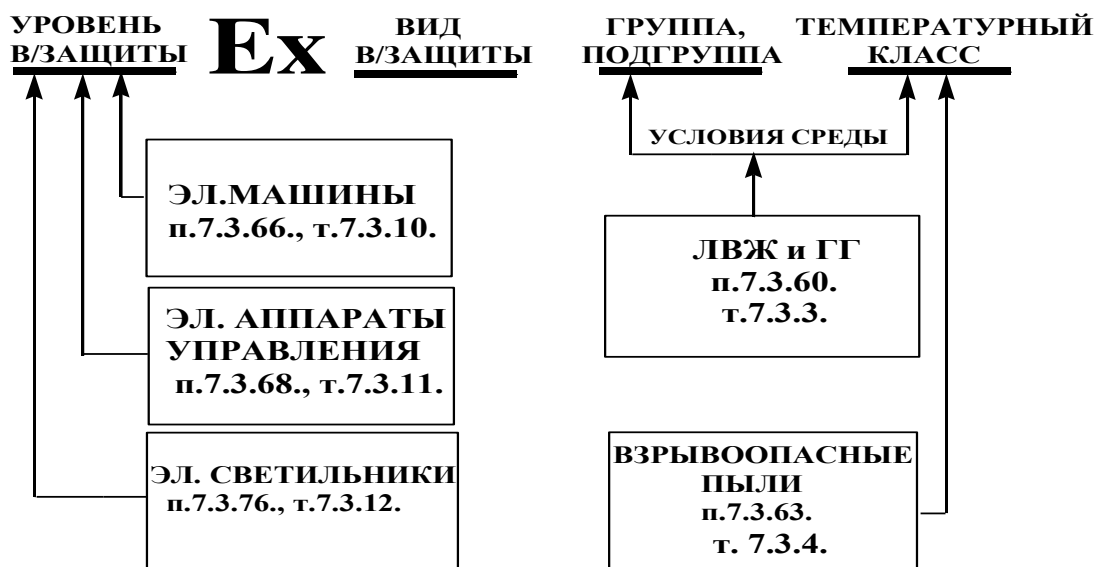 УРОВЕНЬ
В/ЗАЩИТЫ
Ex
ВИД
В/ЗАЩИТЫ
ГРУППА,
ПОДГРУППА
ТЕМПЕРАТУРНЫЙ
КЛАСС
УСЛОВИЯ СРЕДЫ
ЭЛ.МАШИНЫ
п.7.3.66., т.7.3.10.
ЭЛ. АППАРАТЫ
УПРАВЛЕНИЯ
п.7.3.68., т.7.3.11.
ЭЛ. СВЕТИЛЬНИКИ
п.7.3.76., т.7.3.12.
ЛВЖ и ГГ
п.7.3.60.
т.7.3.3.
ВЗРЫВООПАСНЫЕ
ПЫЛИ
п.7.3.63.
т. 7.3.4.